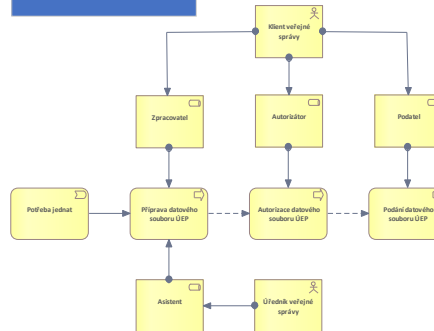 Klient veřejné
správy
Zpracovatel
Autorizátor
Podatel
Potřeba jednat
Příprava datového
souboru ÚEP
Autorizace datového
souboru ÚEP
Podání datového
souboru ÚEP
Asistent
Úředník veřejné
správy